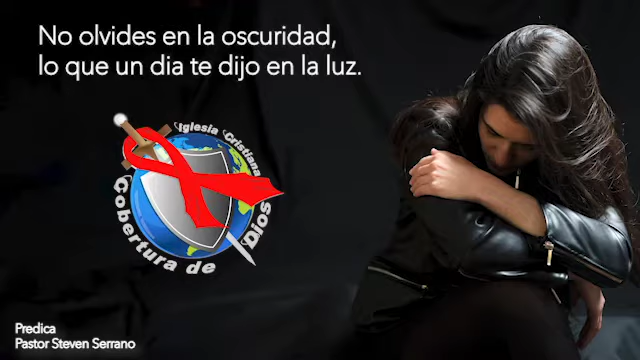 No olvides en la oscuridad,
lo que un dia te dijo en la luz.
Iglesia Cristiana
Cobertura de Dios
Predica
Pastor Steven Serrano